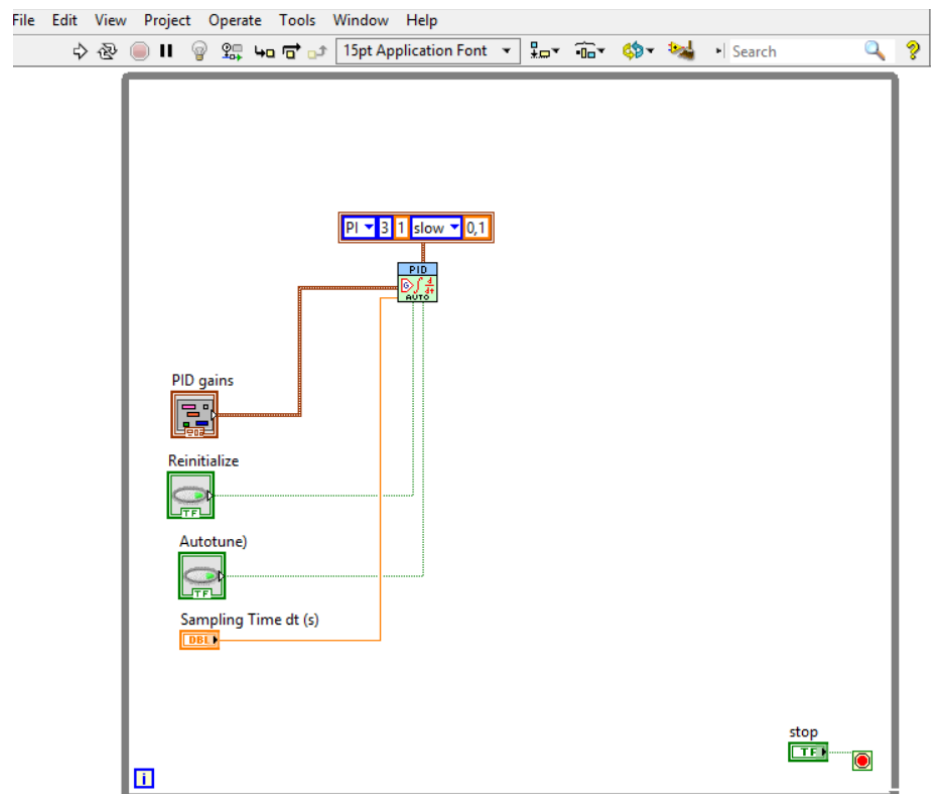 File Edit View Project Operate Tools Window Help
15pt Application Font Search
PI 3 1 slow 0,1
PID
AUTO
PID gains
Reinitialize
TF
Autotune)
TF
Sampling Time dt (s)
DBL
stop
TF
i